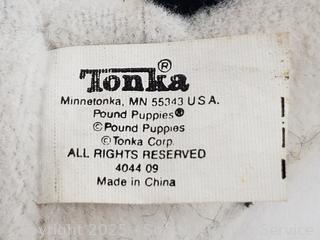 Tonka®
Minnetonka, MN 55343 U.S.A.
Pound Puppies®
©Pound Puppies
©Tonka Corp.
ALL RIGHTS RESERVED
4044 09
Made in China